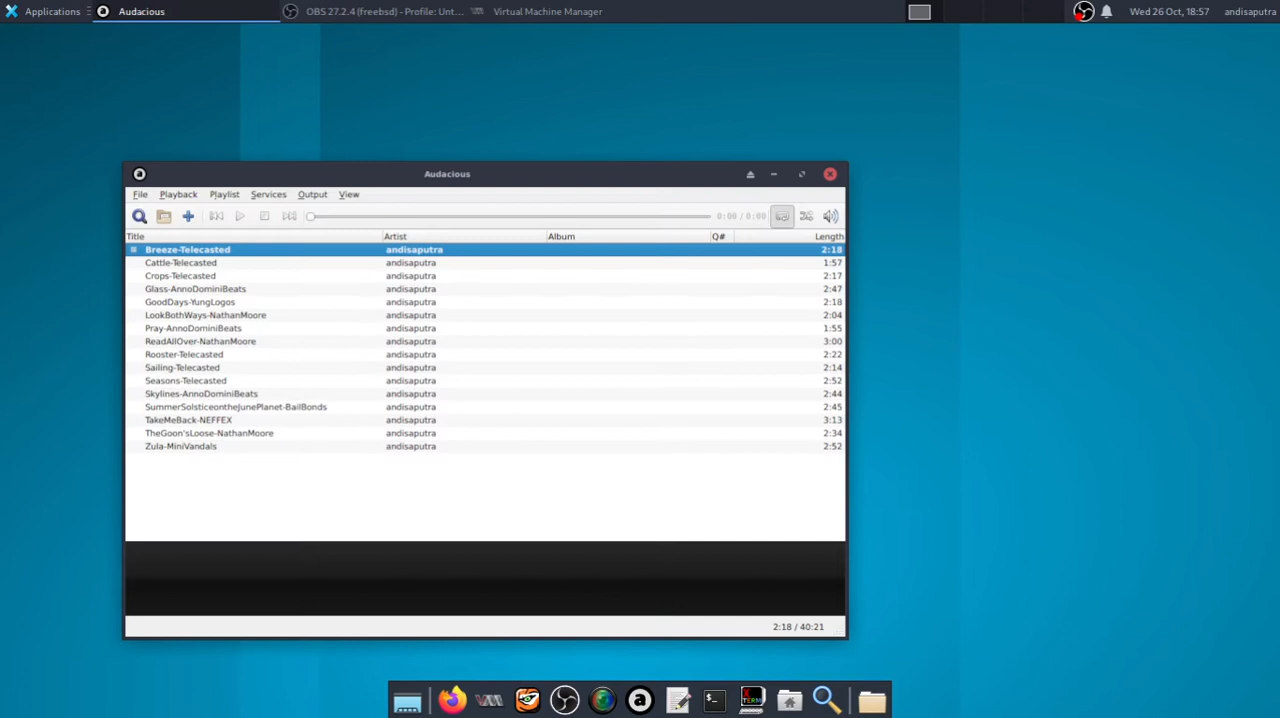 Applications Audacious OBS 27.2.4 (freebsd) - Profile: Unt... Virtual Machine Manager Wed 26 Oct, 18:57 andisaputra
Audacious
File Playback Playlist Services Output View
0:00 / 0:00
Title Artist Album Q# Length
Breeze-Telecasted andisaputra 2:18
Cattle-Telecasted andisaputra 1:57
Crops-Telecasted andisaputra 2:17
Glass-AnnoDominiBeats andisaputra 2:47
GoodDays-YungLogos andisaputra 2:18
LookBothWays-NathanMoore andisaputra 2:04
Pray-AnnoDominiBeats andisaputra 1:55
ReadAllOver-NathanMoore andisaputra 3:00
Rooster-Telecasted andisaputra 2:22
Sailing-Telecasted andisaputra 2:14
Seasons-Telecasted andisaputra 2:52
Skylines-AnnoDominiBeats andisaputra 2:44
SummerSolsticeontheJunePlanet-BailBonds andisaputra 2:45
TakeMeBack-NEFFEX andisaputra 3:13
TheGoon'sLoose-NathanMoore andisaputra 2:34
Zula-MiniVandals andisaputra 2:52
2:18 / 40:21
X
TERM